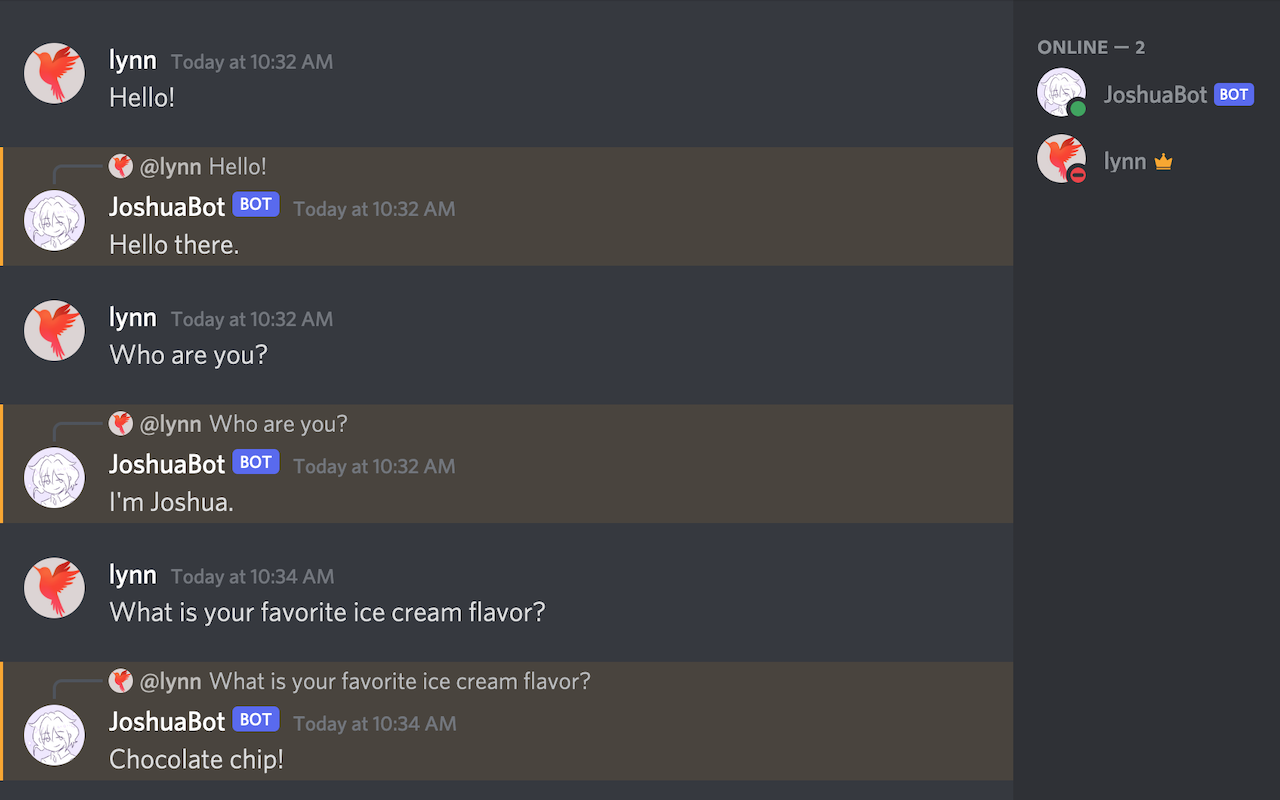 lynn Today at 10:32 AM
Hello!
@lynn Hello!
JoshuaBot BOT Today at 10:32 AM
Hello there.
lynn Today at 10:32 AM
Who are you?
@lynn Who are you?
JoshuaBot BOT Today at 10:32 AM
I'm Joshua.
lynn Today at 10:34 AM
What is your favorite ice cream flavor?
@lynn What is your favorite ice cream flavor?
JoshuaBot BOT Today at 10:34 AM
Chocolate chip!
ONLINE — 2
JoshuaBot BOT
lynn